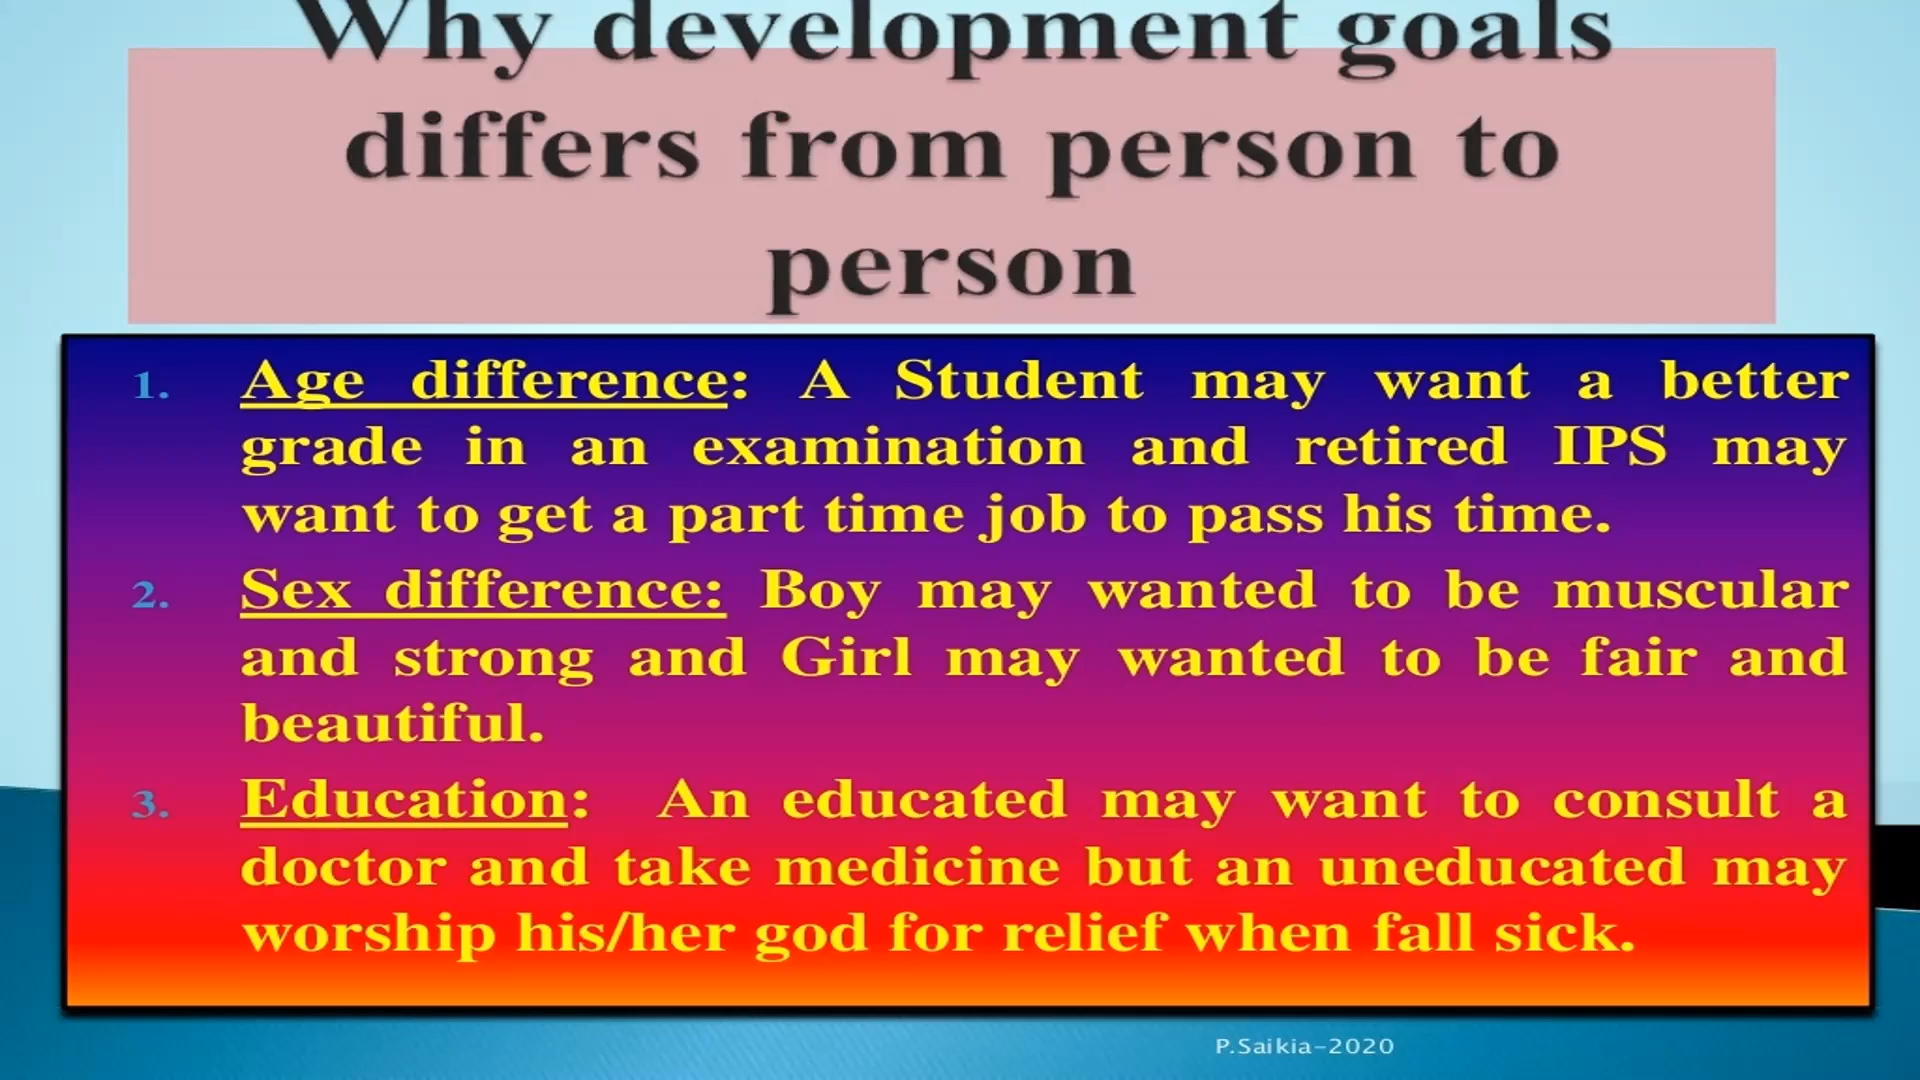 Why development goals
differs from person to
person
1. Age difference: A Student may want a better
grade in an examination and retired IPS may
want to get a part time job to pass his time.
2. Sex difference: Boy may wanted to be muscular
and strong and Girl may wanted to be fair and
beautiful.
3. Education: An educated may want to consult a
doctor and take medicine but an uneducated may
worship his/her god for relief when fall sick.
P.Saikia-2020